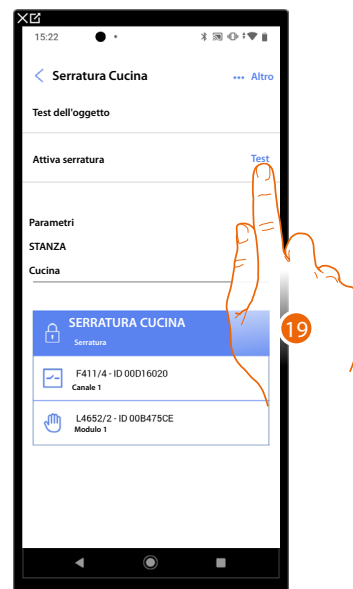 15:22
Serratura Cucina
Altro
Test dell'oggetto
Attiva serratura
Test
Parametri
STANZA
Cucina
19
SERRATURA CUCINA
Serratura
F411/4 - ID 00D16020
Canale 1
L4652/2 - ID 00B475CE
Modulo 1